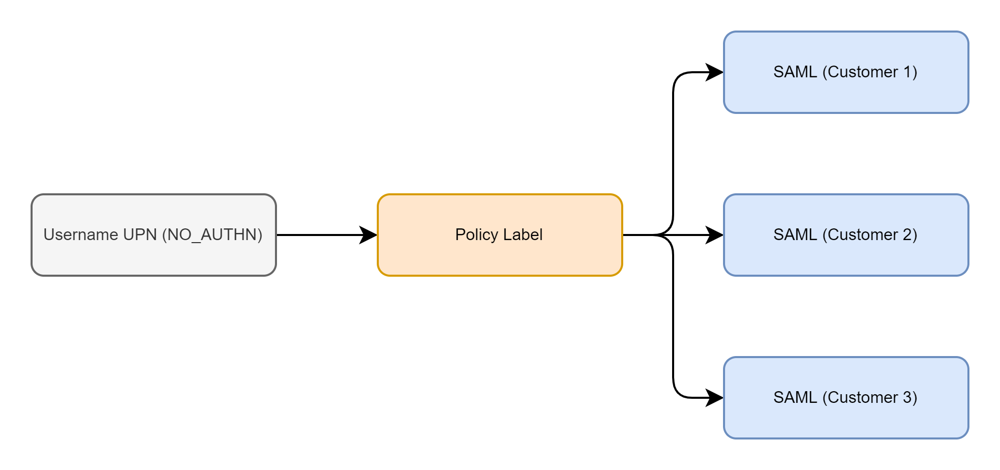 SAML (Customer 1)
Username UPN (NO_AUTHN)
Policy Label
SAML (Customer 2)
SAML (Customer 3)